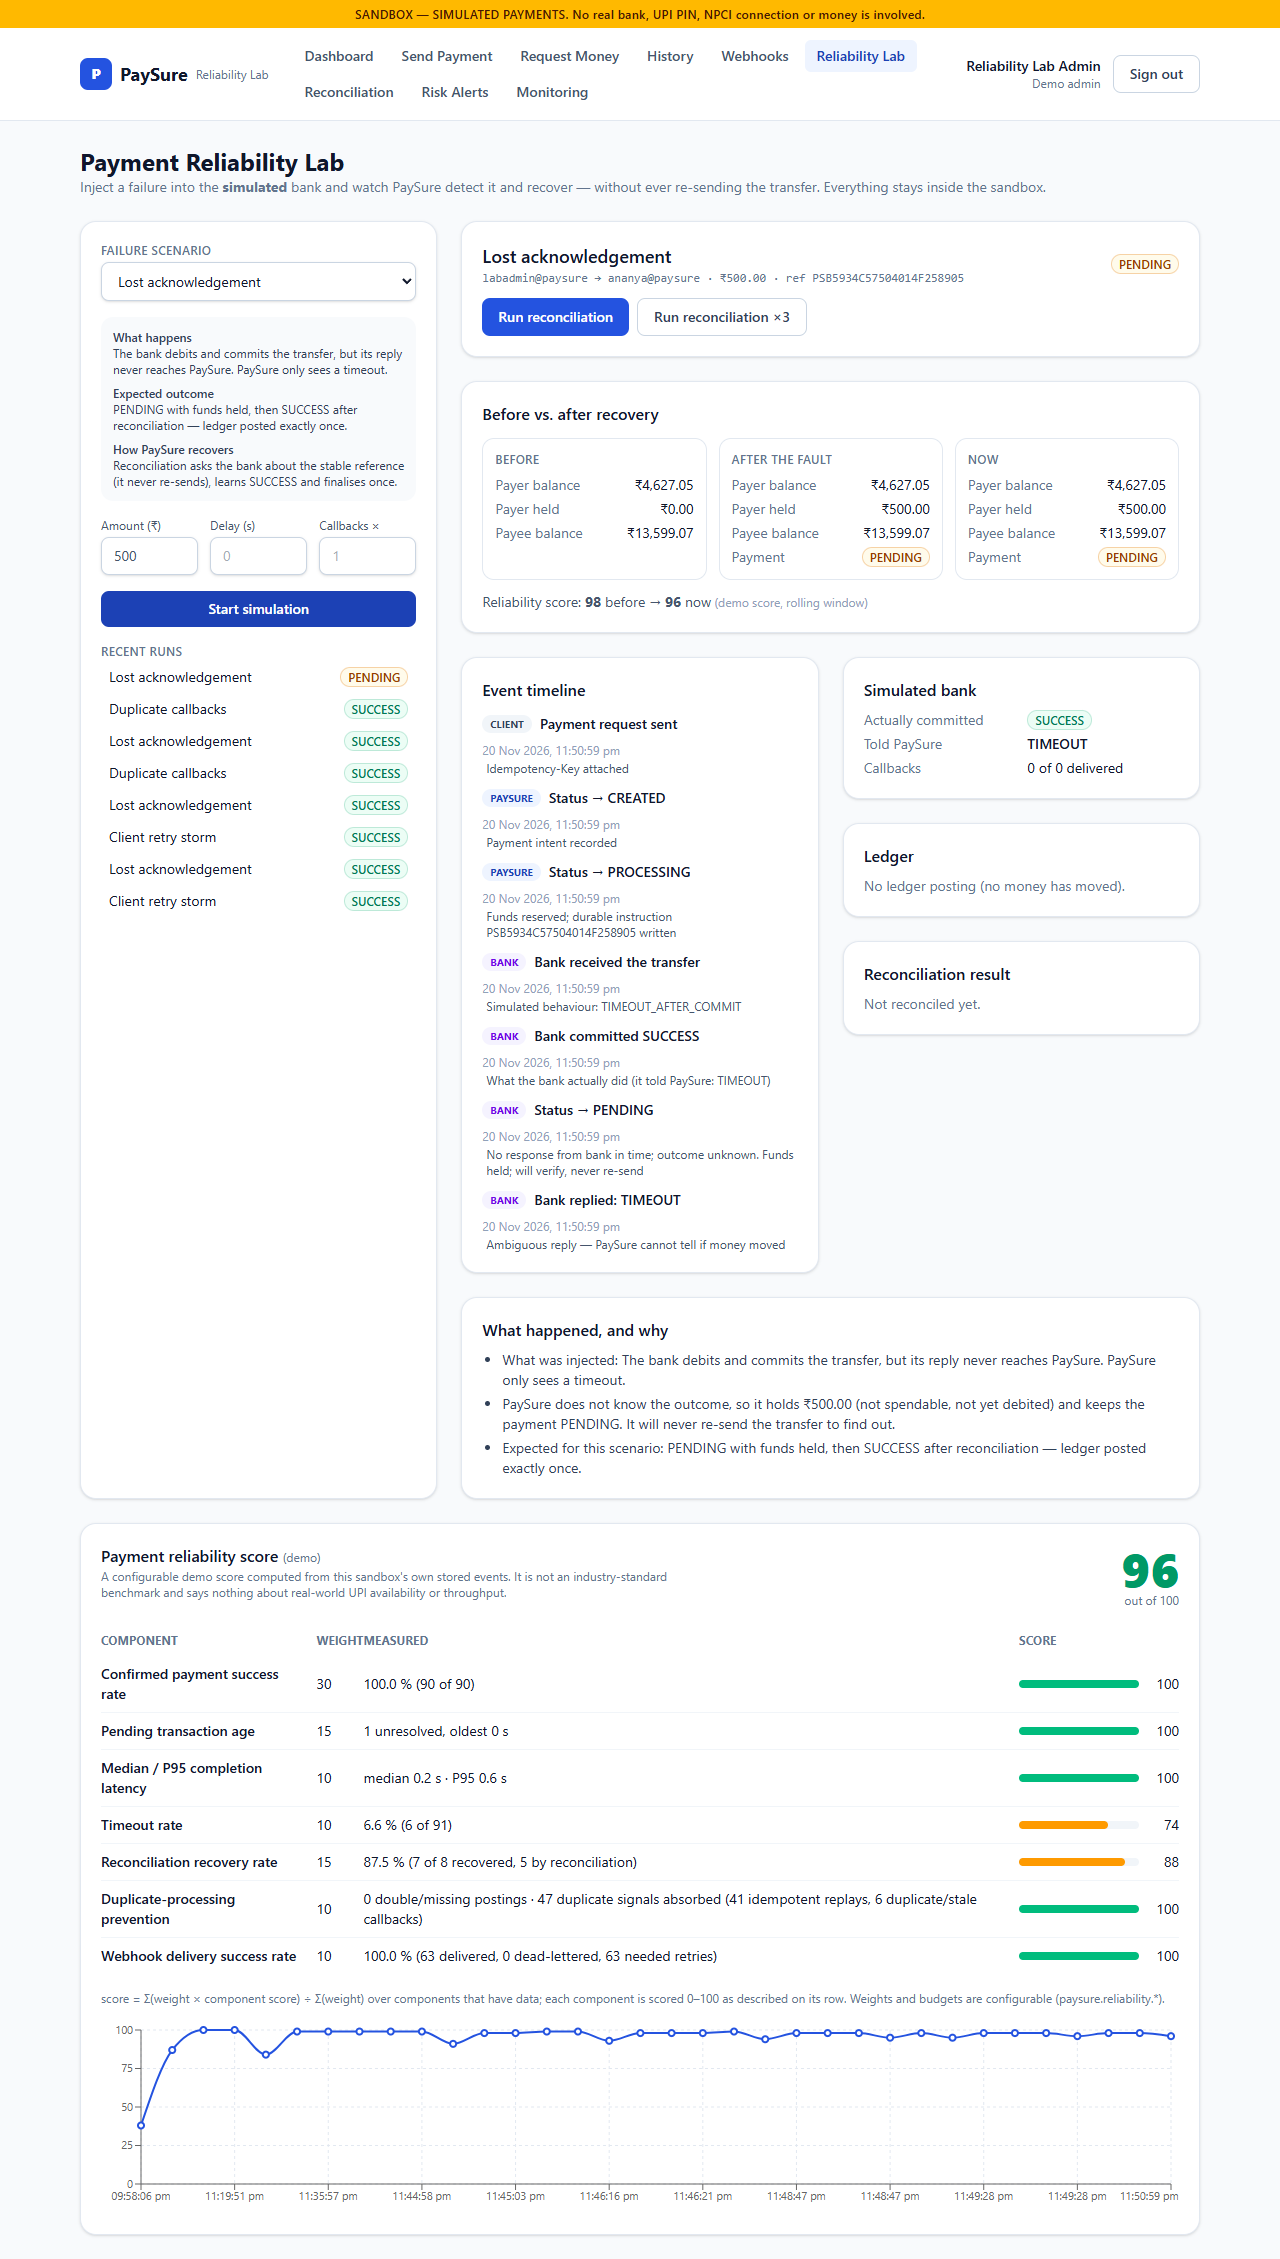 SANDBOX — SIMULATED PAYMENTS. No real bank, UPI PIN, NPCI connection or money is involved.
P PaySure Reliability Lab
Dashboard Send Payment Request Money History Webhooks Reliability Lab
Reconciliation Risk Alerts Monitoring
Reliability Lab Admin
Demo admin
Sign out
Payment Reliability Lab
Inject a failure into the simulated bank and watch PaySure detect it and recover — without ever re-sending the transfer. Everything stays inside the sandbox.
FAILURE SCENARIO
Lost acknowledgement
What happens
The bank debits and commits the transfer, but its reply
never reaches PaySure. PaySure only sees a timeout.
Expected outcome
PENDING with funds held, then SUCCESS after
reconciliation — ledger posted exactly once.
How PaySure recovers
Reconciliation asks the bank about the stable reference
(it never re-sends), learns SUCCESS and finalises once.
Amount (₹) Delay (s) Callbacks ×
500 0 1
Start simulation
RECENT RUNS
Lost acknowledgement PENDING
Duplicate callbacks SUCCESS
Lost acknowledgement SUCCESS
Duplicate callbacks SUCCESS
Lost acknowledgement SUCCESS
Client retry storm SUCCESS
Lost acknowledgement SUCCESS
Client retry storm SUCCESS
Lost acknowledgement
labadmin@paysure → ananya@paysure · ₹500.00 · ref PSB5934C57504014F258905
PENDING
Run reconciliation Run reconciliation ×3
Before vs. after recovery
BEFORE
Payer balance ₹4,627.05
Payer held ₹0.00
Payee balance ₹13,599.07
AFTER THE FAULT
Payer balance ₹4,627.05
Payer held ₹500.00
Payee balance ₹13,599.07
Payment PENDING
NOW
Payer balance ₹4,627.05
Payer held ₹500.00
Payee balance ₹13,599.07
Payment PENDING
Reliability score: 98 before → 96 now (demo score, rolling window)
Event timeline
CLIENT Payment request sent
20 Nov 2026, 11:50:59 pm
Idempotency-Key attached
PAYSURE Status → CREATED
20 Nov 2026, 11:50:59 pm
Payment intent recorded
PAYSURE Status → PROCESSING
20 Nov 2026, 11:50:59 pm
Funds reserved; durable instruction
PSB5934C57504014F258905 written
BANK Bank received the transfer
20 Nov 2026, 11:50:59 pm
Simulated behaviour: TIMEOUT_AFTER_COMMIT
BANK Bank committed SUCCESS
20 Nov 2026, 11:50:59 pm
What the bank actually did (it told PaySure: TIMEOUT)
BANK Status → PENDING
20 Nov 2026, 11:50:59 pm
No response from bank in time; outcome unknown. Funds
held; will verify, never re-send
BANK Bank replied: TIMEOUT
20 Nov 2026, 11:50:59 pm
Ambiguous reply — PaySure cannot tell if money moved
Simulated bank
Actually committed SUCCESS
Told PaySure TIMEOUT
Callbacks 0 of 0 delivered
Ledger
No ledger posting (no money has moved).
Reconciliation result
Not reconciled yet.
What happened, and why
• What was injected: The bank debits and commits the transfer, but its reply never reaches PaySure. PaySure
only sees a timeout.
• PaySure does not know the outcome, so it holds ₹500.00 (not spendable, not yet debited) and keeps the
payment PENDING. It will never re-send the transfer to find out.
• Expected for this scenario: PENDING with funds held, then SUCCESS after reconciliation — ledger posted
exactly once.
Payment reliability score (demo)
A configurable demo score computed from this sandbox's own stored events. It is not an industry-standard
benchmark and says nothing about real-world UPI availability or throughput.
96
out of 100
COMPONENT WEIGHT MEASURED SCORE
Confirmed payment success
rate 30 100.0 % (90 of 90) 100
Pending transaction age 15 1 unresolved, oldest 0 s 100
Median / P95 completion
latency 10 median 0.2 s · P95 0.6 s 100
Timeout rate 10 6.6 % (6 of 91) 74
Reconciliation recovery rate 15 87.5 % (7 of 8 recovered, 5 by reconciliation) 88
Duplicate-processing
prevention 10 0 double/missing postings · 47 duplicate signals absorbed (41 idempotent replays, 6 duplicate/stale
callbacks) 100
Webhook delivery success rate 10 100.0 % (63 delivered, 0 dead-lettered, 63 needed retries) 100
score = Σ(weight × component score) ÷ Σ(weight) over components that have data; each component is scored 0–100 as described on its row. Weights and budgets are configurable (paysure.reliability.*).
100
75
50
25
0
09:58:06 pm 11:19:51 pm 11:35:57 pm 11:44:58 pm 11:45:03 pm 11:46:16 pm 11:46:21 pm 11:48:47 pm 11:48:47 pm 11:49:28 pm 11:49:28 pm 11:50:59 pm